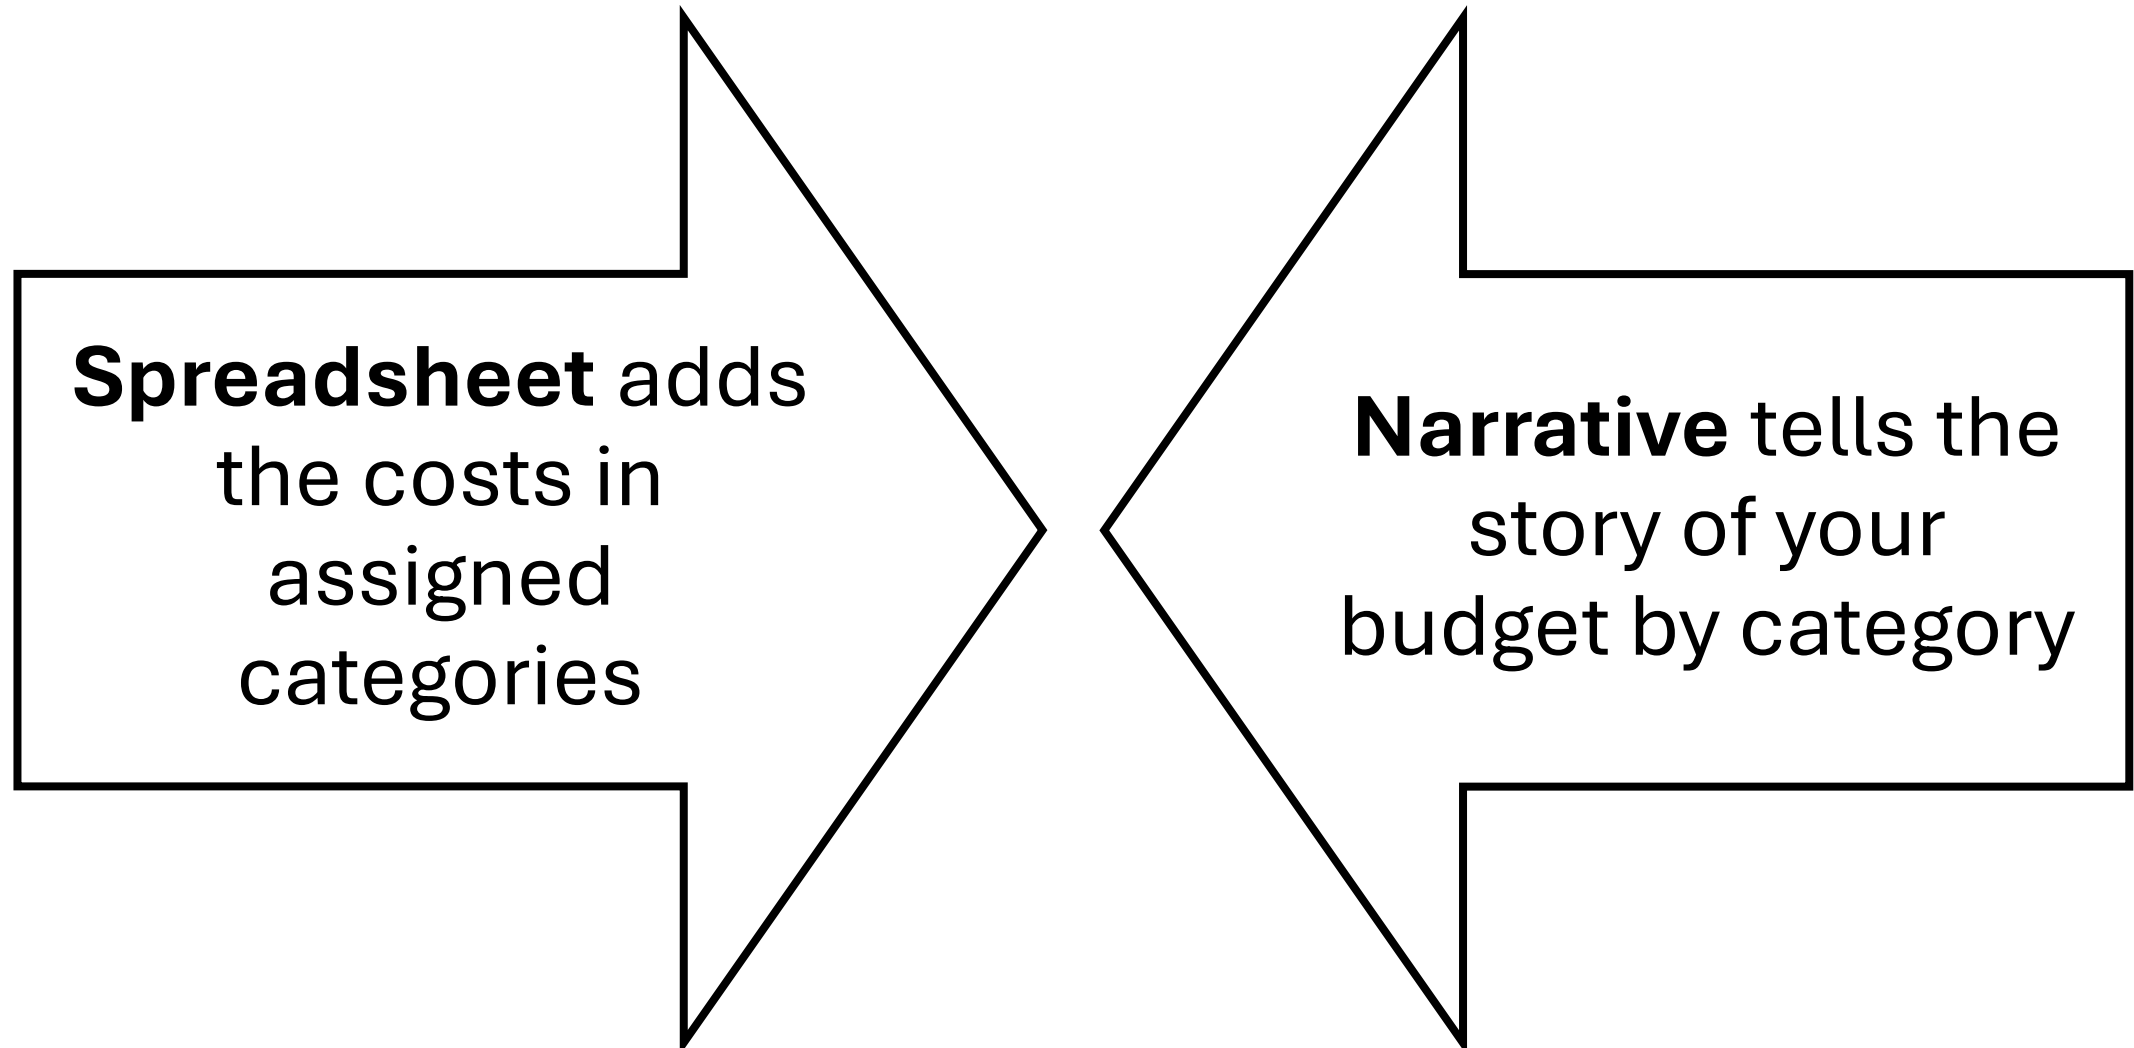 Spreadsheet adds
the costs in
assigned
categories
Narrative tells the
story of your
budget by category